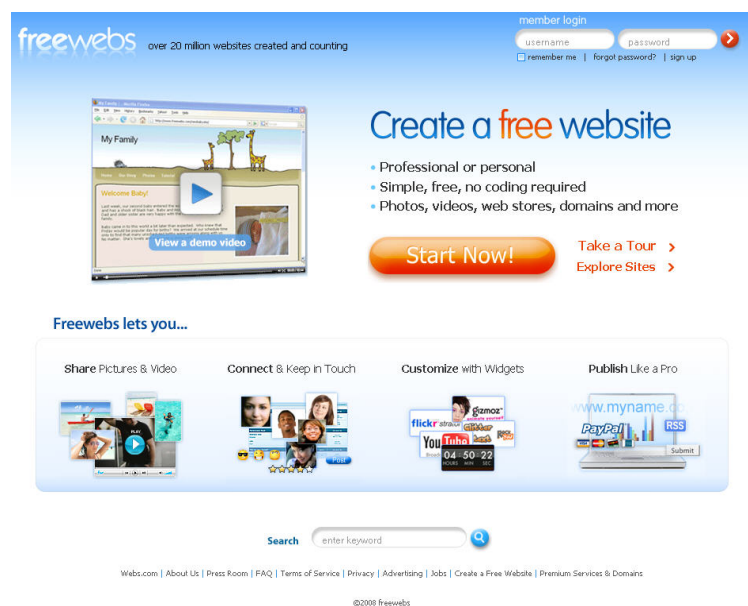 member login
freewebs over 20 million websites created and counting
username password
remember me | forgot password? | sign up
Create a free website
My Family
Professional or personal
Simple, free, no coding required
Photos, videos, web stores, domains and more
Welcome Baby!
View a demo video
Start Now!
Take a Tour
Explore Sites
Freewebs lets you...
Share Pictures & Video
Connect & Keep in Touch
Customize with Widgets
Publish Like a Pro
PLAY
Post
gizmoz
flickr
glitter
text
YouTube
04 50 22
HOURS MIN SEC
www.myname.co
PayPal
RSS
Submit
Search enter keyword
Webs.com | About Us | Press Room | FAQ | Terms of Service | Privacy | Advertising | Jobs | Create a Free Website | Premium Services & Domains
©2008 freewebs